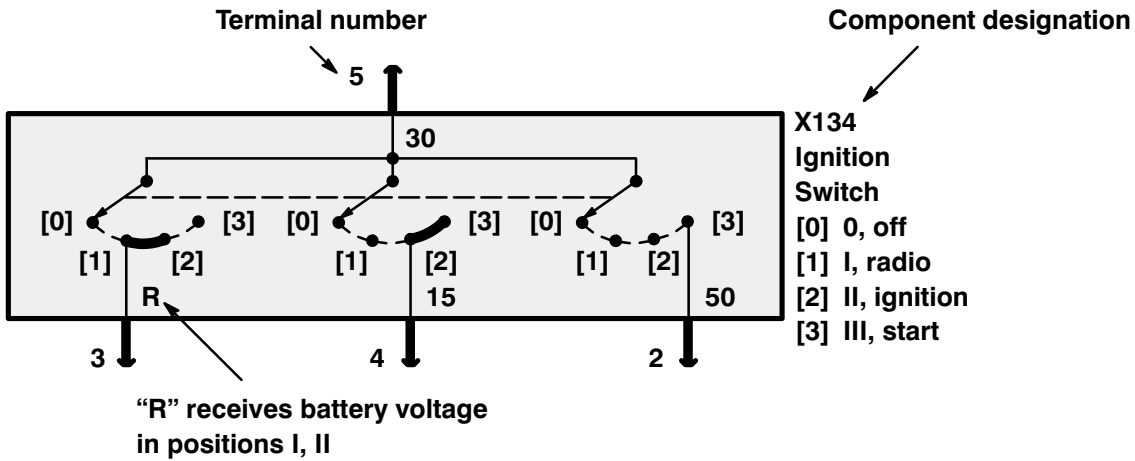 Terminal number
Component designation
5
X134
Ignition
Switch
[0] 0, off
[1] I, radio
[2] II, ignition
[3] III, start
30
[0] [3] [0] [3] [0] [3]
[1] [2] [1] [2] [1] [2]
R 15 50
3 4 2
“R” receives battery voltage
in positions I, II